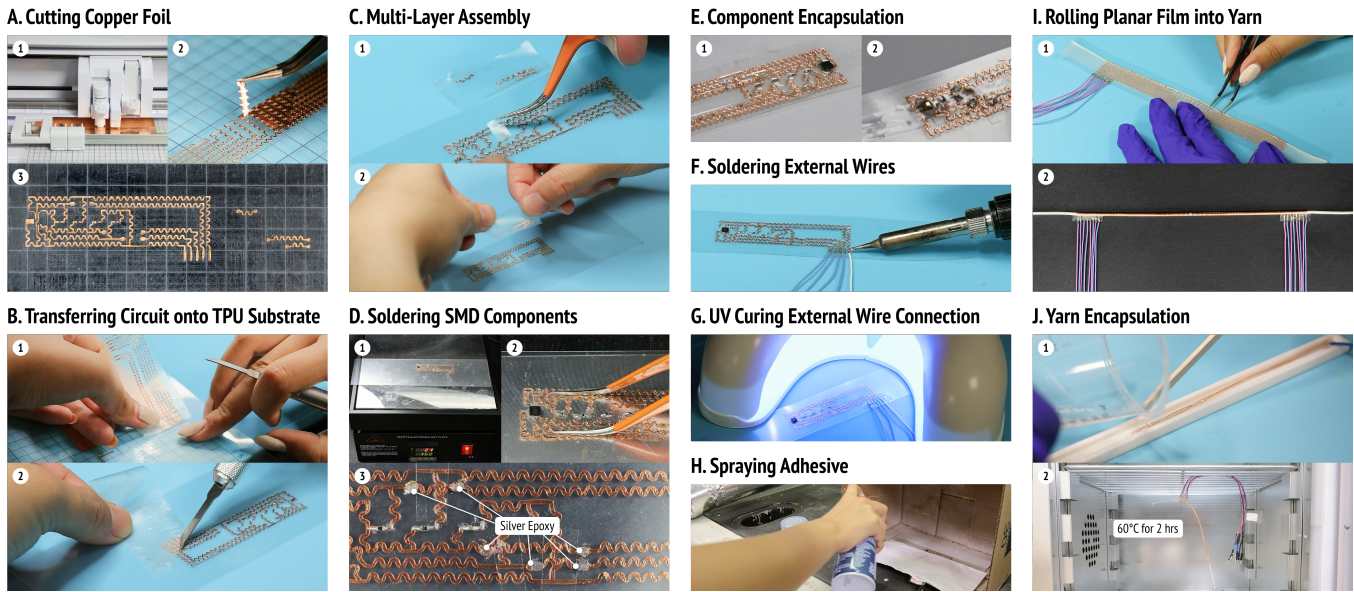 A. Cutting Copper Foil
1
2
3
B. Transferring Circuit onto TPU Substrate
1
2
C. Multi-Layer Assembly
1
2
D. Soldering SMD Components
1
2
3
Silver Epoxy
E. Component Encapsulation
1
2
F. Soldering External Wires
G. UV Curing External Wire Connection
H. Spraying Adhesive
I. Rolling Planar Film into Yarn
1
2
J. Yarn Encapsulation
1
2
60°C for 2 hrs